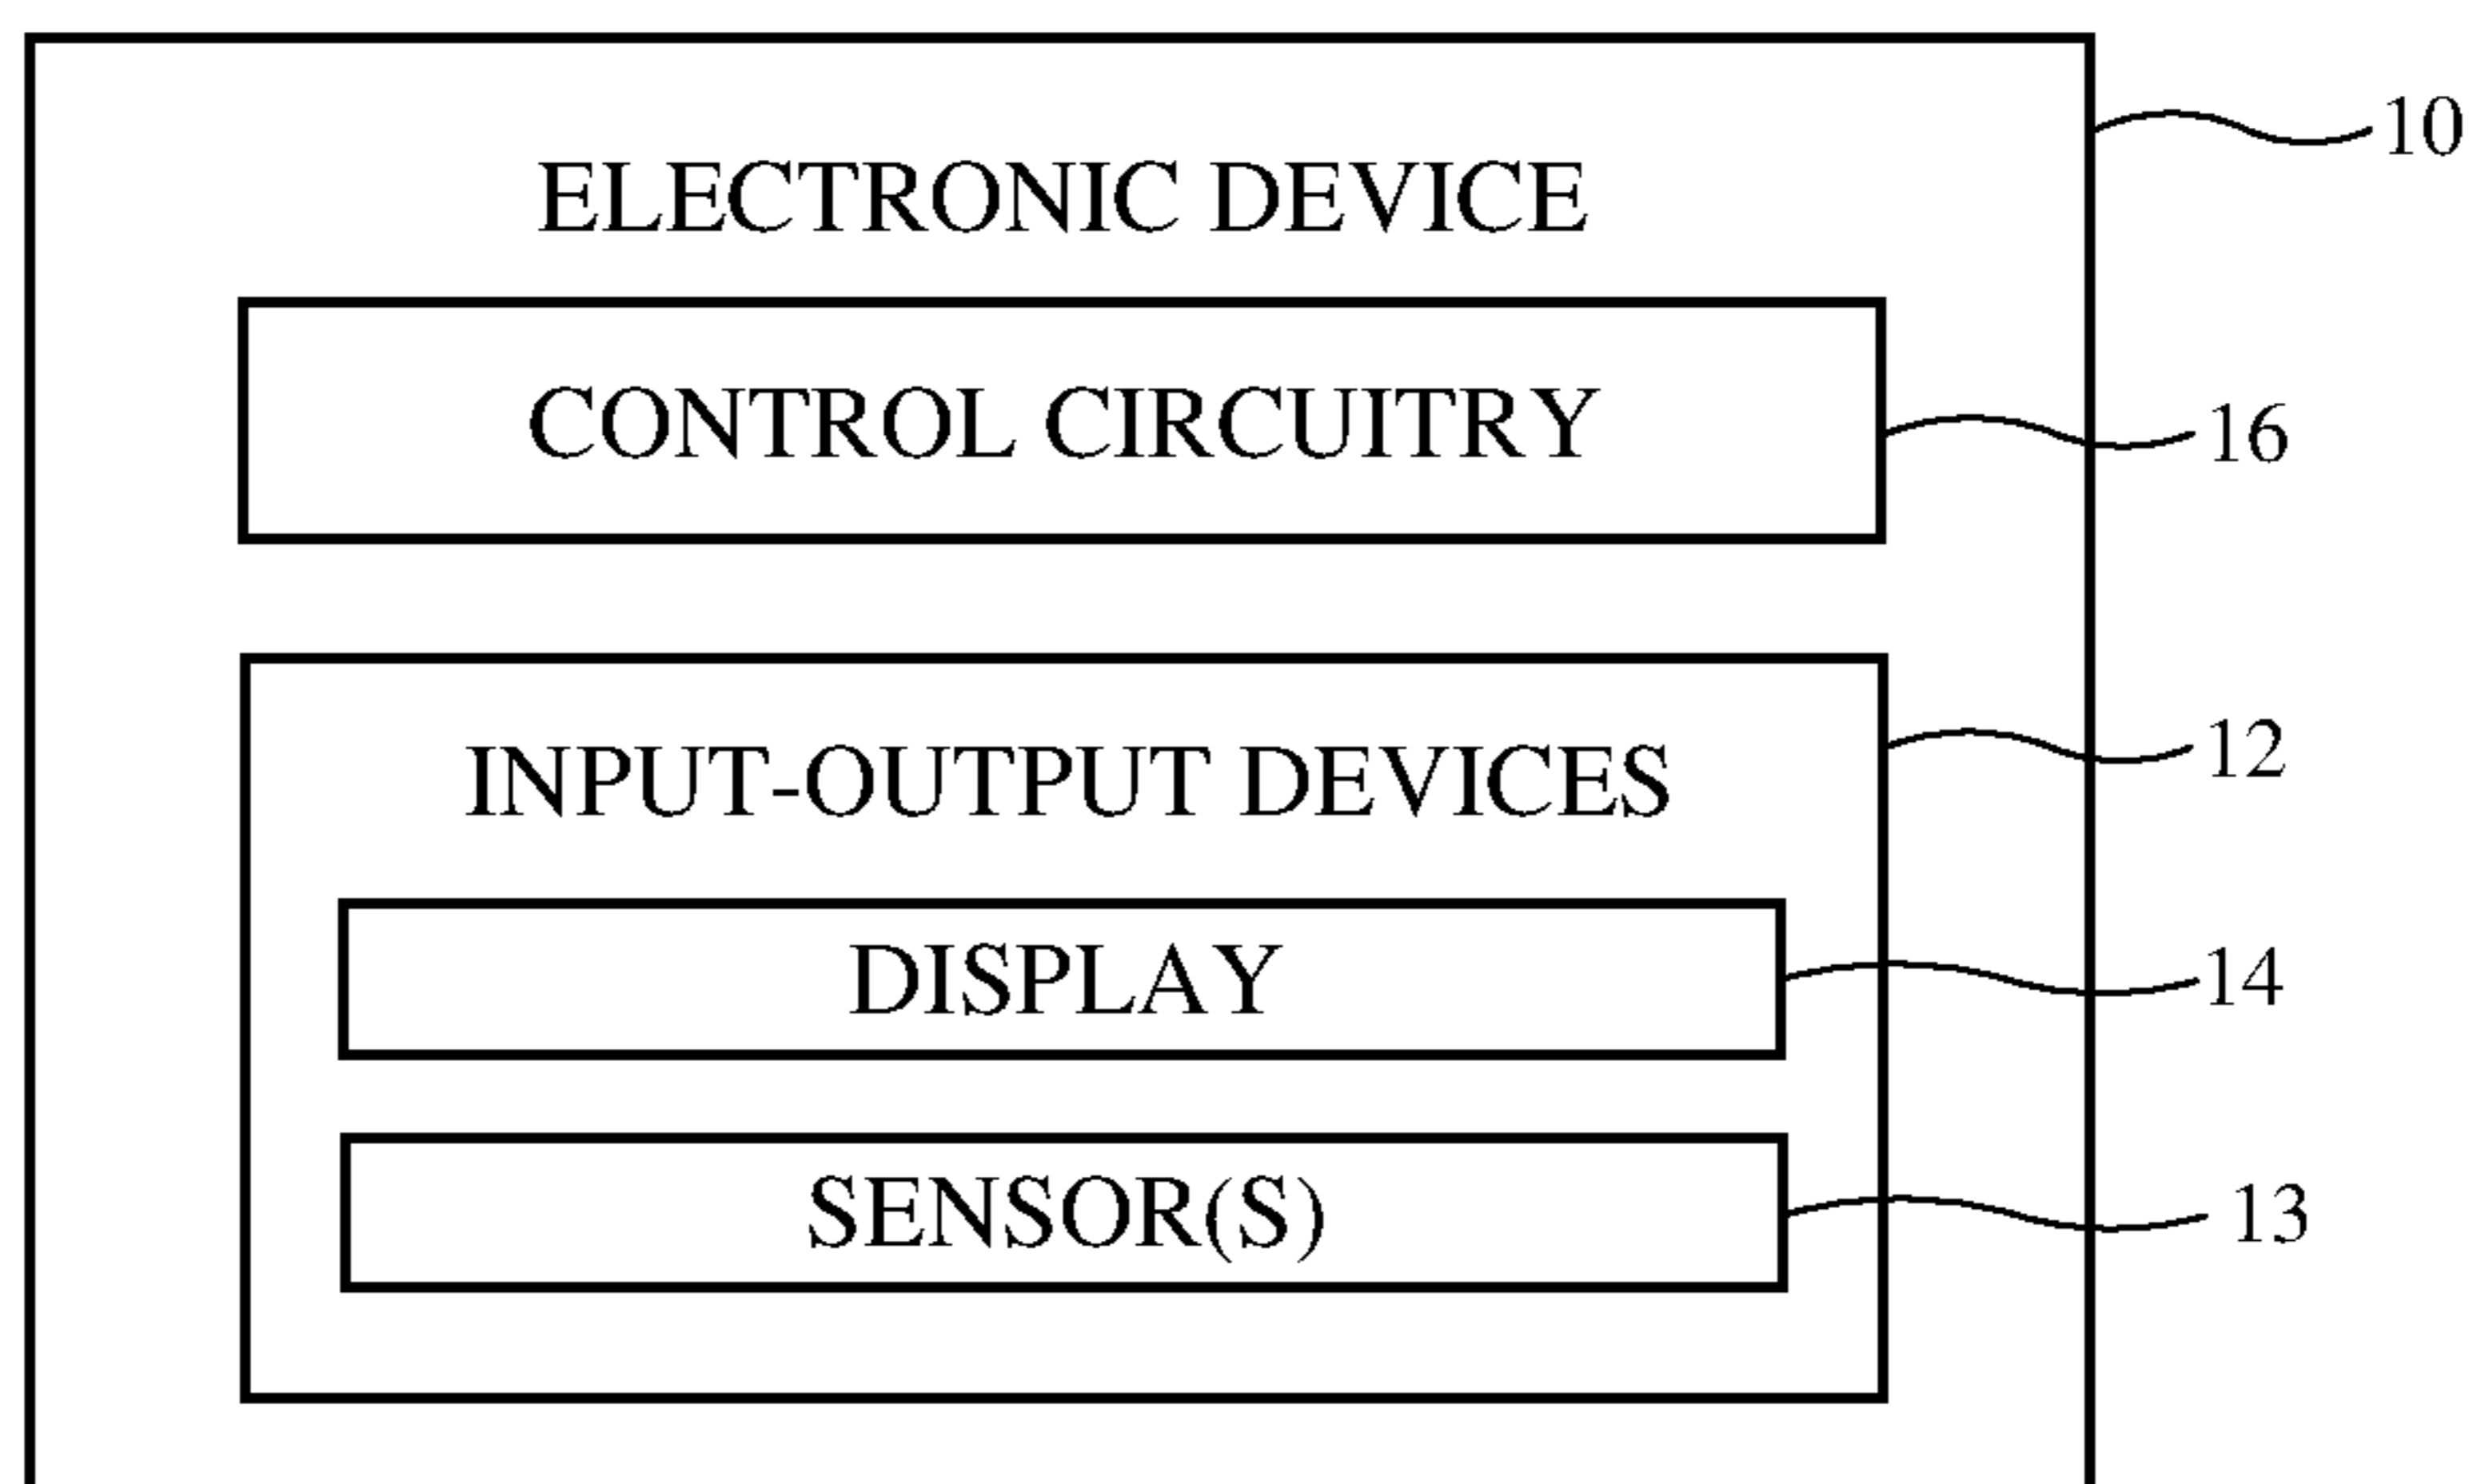 10
ELECTRONIC DEVICE
CONTROL CIRCUITRY
16
INPUT-OUTPUT DEVICES
12
DISPLAY
14
SENSOR(S)
13